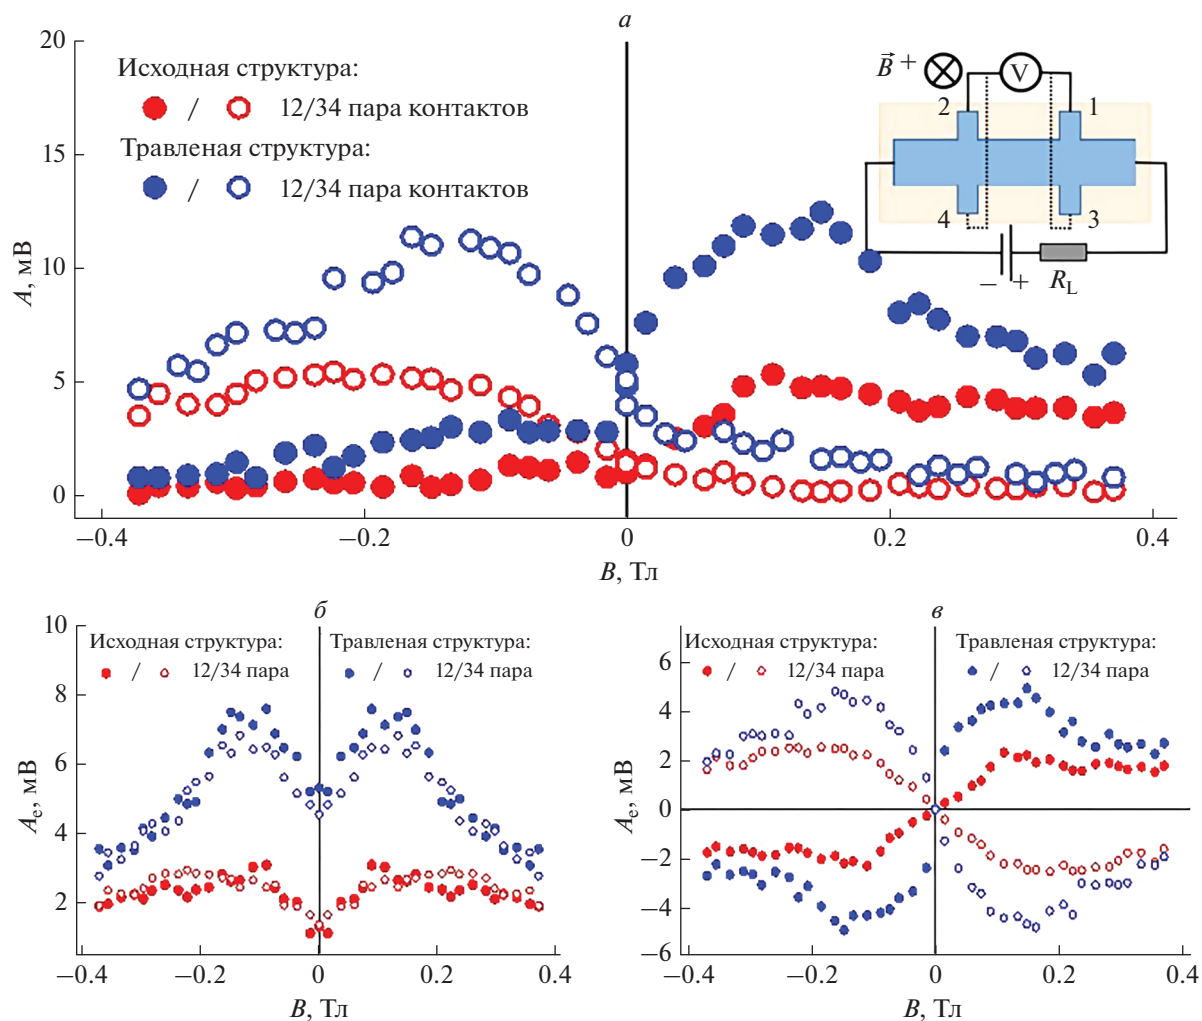 а
20
15
10
5
0
A, мВ
Исходная структура:
/ 12/34 пара контактов
Травленая структура:
/ 12/34 пара контактов
B⃗ +
V
2
1
4
3
− +
R_L
−0.4
−0.2
0
0.2
0.4
B, Тл
б
10
8
6
4
2
A_e, мВ
Исходная структура:
/ 12/34 пара
Травленая структура:
/ 12/34 пара
−0.4
−0.2
0
0.2
0.4
B, Тл
в
6
4
2
0
−2
−4
−6
A_e, мВ
Исходная структура:
/ 12/34 пара
Травленая структура:
/ 12/34 пара
−0.4
−0.2
0
0.2
0.4
B, Тл